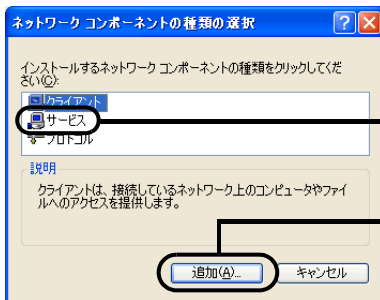 ネットワーク コンポーネントの種類の選択
インストールするネットワーク コンポーネントの種類をクリックしてくだ
さい(C):
クライアント
サービス
プロトコル
説明
クライアントは、接続しているネットワーク上のコンピュータやファイ
ルへのアクセスを提供します。
追加(A)...
キャンセル